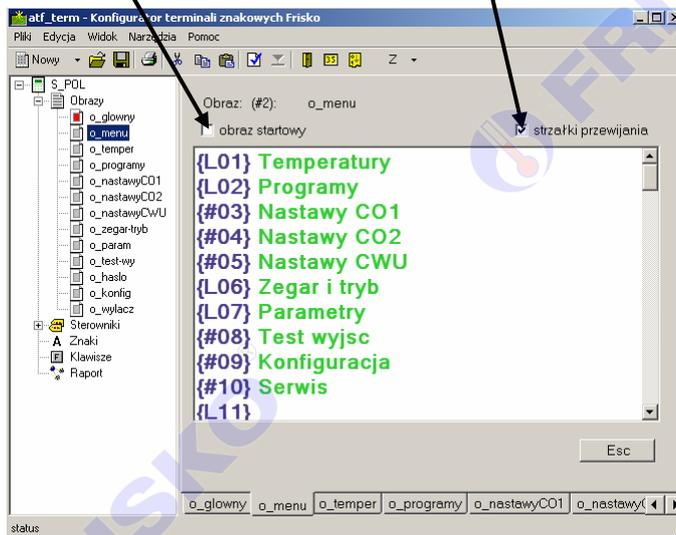 atf_term - Konfigurator terminali znakowych Frisko
Pliki Edycja Widok Narzędzia Pomoc
Nowy Z
S_POL
Obrazy
o_glowny
o_menu
o_temper
o_programy
o_nastawyCO1
o_nastawyCO2
o_nastawyCWU
o_zegar-tryb
o_param
o_test-wy
o_haslo
o_konfig
o_wylacz
Sterowniki
A Znaki
F Klawisze
Raport
Obraz: (#2): o_menu
obraz startowy strzałki przewijania
{L01} Temperatury
{L02} Programy
{#03} Nastawy CO1
{#04} Nastawy CO2
{#05} Nastawy CWU
{L06} Zegar i tryb
{L07} Parametry
{#08} Test wyjsc
{#09} Konfiguracja
{#10} Serwis
{L11}
Esc
o_glowny o_menu o_temper o_programy o_nastawyCO1 o_nastawy
status